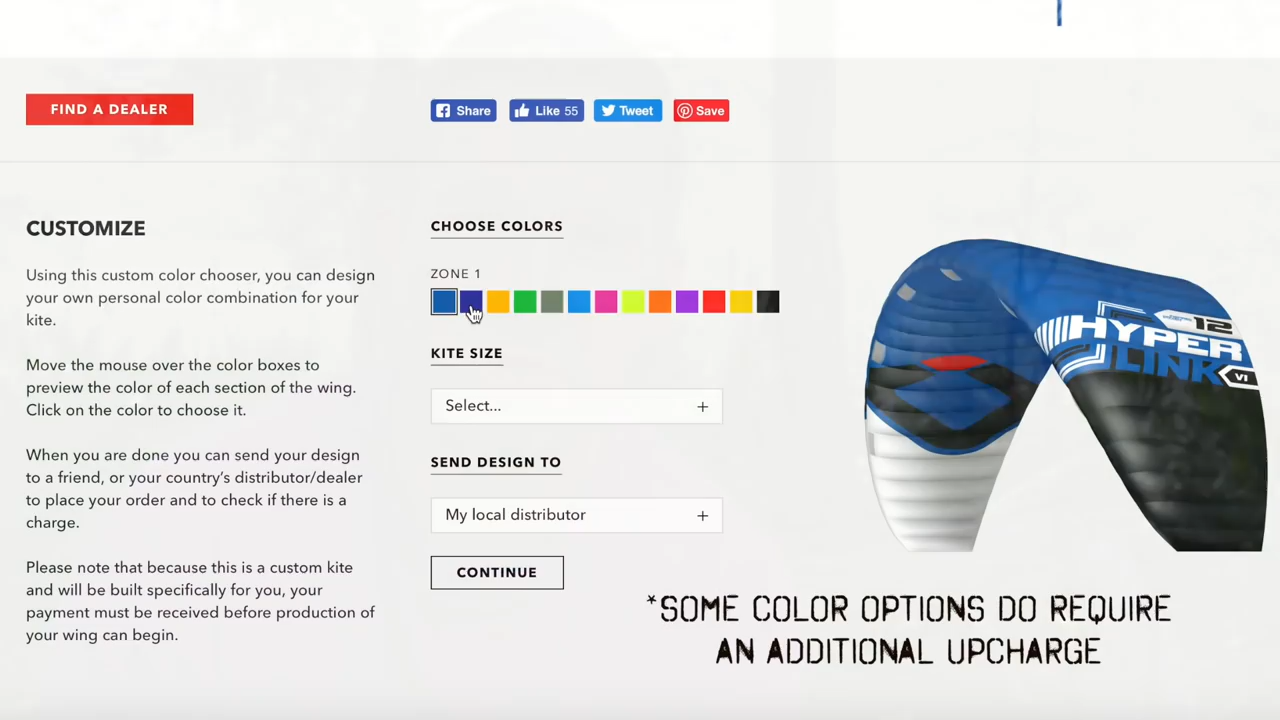 FIND A DEALER
Share
Like 55
Tweet
Save
CUSTOMIZE
Using this custom color chooser, you can design
your own personal color combination for your
kite.
Move the mouse over the color boxes to
preview the color of each section of the wing.
Click on the color to choose it.
When you are done you can send your design
to a friend, or your country’s distributor/dealer
to place your order and to check if there is a
charge.
Please note that because this is a custom kite
and will be built specifically for you, your
payment must be received before production of
your wing can begin.
CHOOSE COLORS
ZONE 1
KITE SIZE
Select... +
SEND DESIGN TO
My local distributor +
CONTINUE
12
HYPER
LINK
VI
*SOME COLOR OPTIONS DO REQUIRE
AN ADDITIONAL UPCHARGE